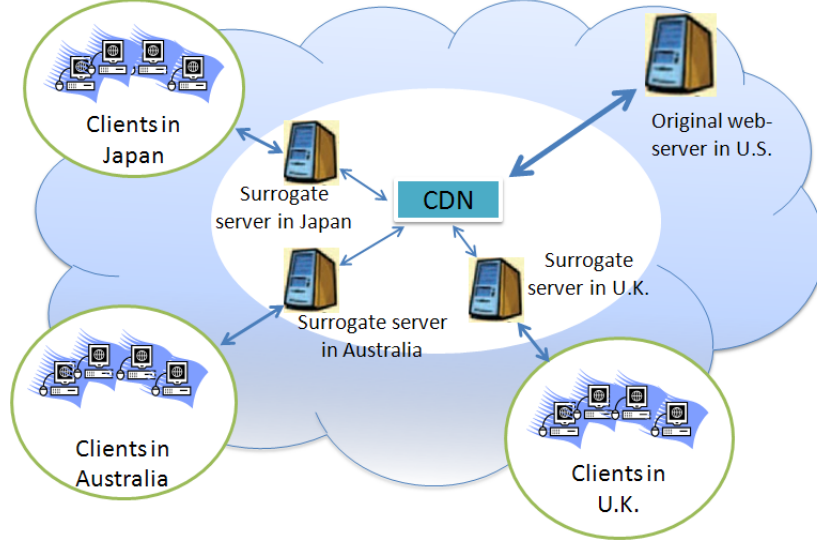 Clients in
Japan
Original web-
server in U.S.
CDN
Surrogate
server in Japan
Surrogate
server in U.K.
Surrogate server
in Australia
Clients in
Australia
Clients in
U.K.